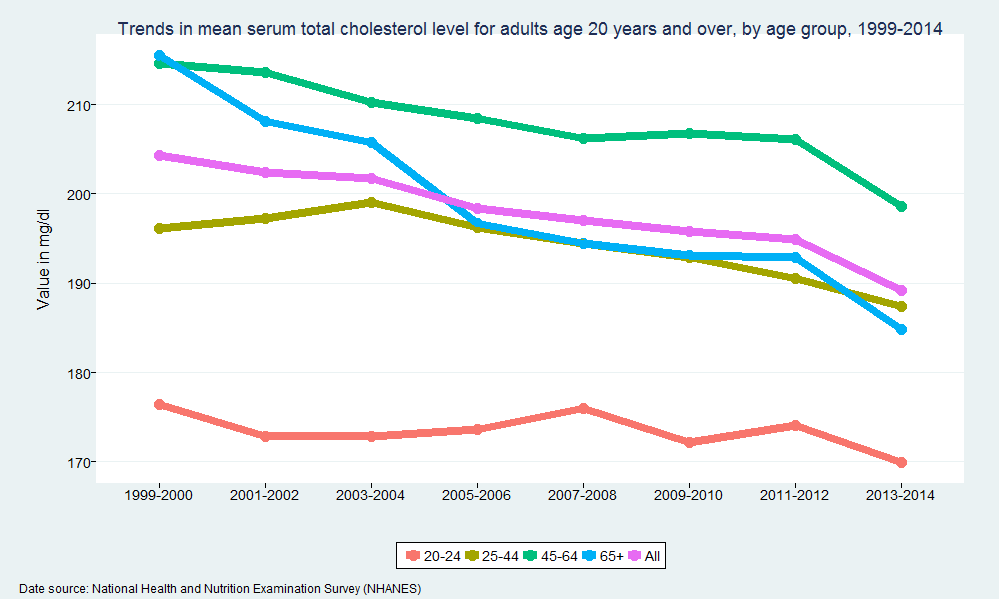 Trends in mean serum total cholesterol level for adults age 20 years and over, by age group, 1999-2014
Value in mg/dl
210
200
190
180
170
1999-2000 2001-2002 2003-2004 2005-2006 2007-2008 2009-2010 2011-2012 2013-2014
20-24 25-44 45-64 65+ All
Date source: National Health and Nutrition Examination Survey (NHANES)